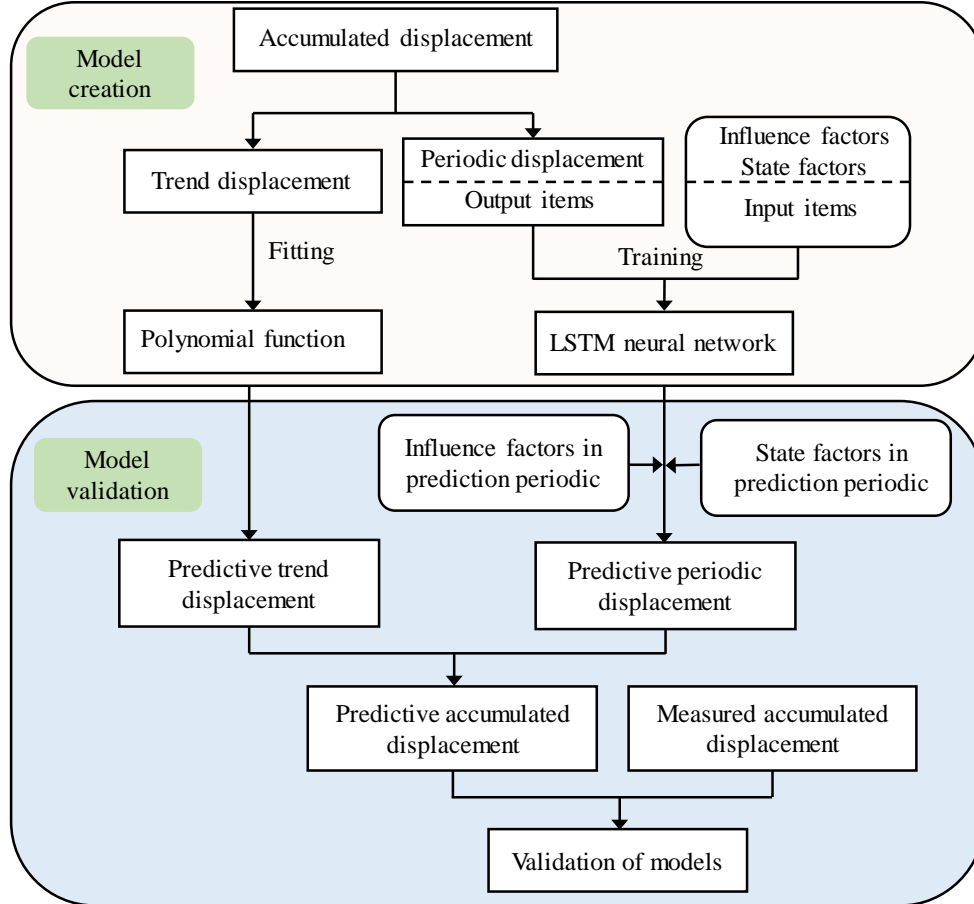 Accumulated displacement
Model
creation
Trend displacement
Periodic displacement
Output items
Influence factors
State factors
Input items
Fitting
Training
Polynomial function
LSTM neural network
Model
validation
Influence factors in
prediction periodic
State factors in
prediction periodic
Predictive trend
displacement
Predictive periodic
displacement
Predictive accumulated
displacement
Measured accumulated
displacement
Validation of models